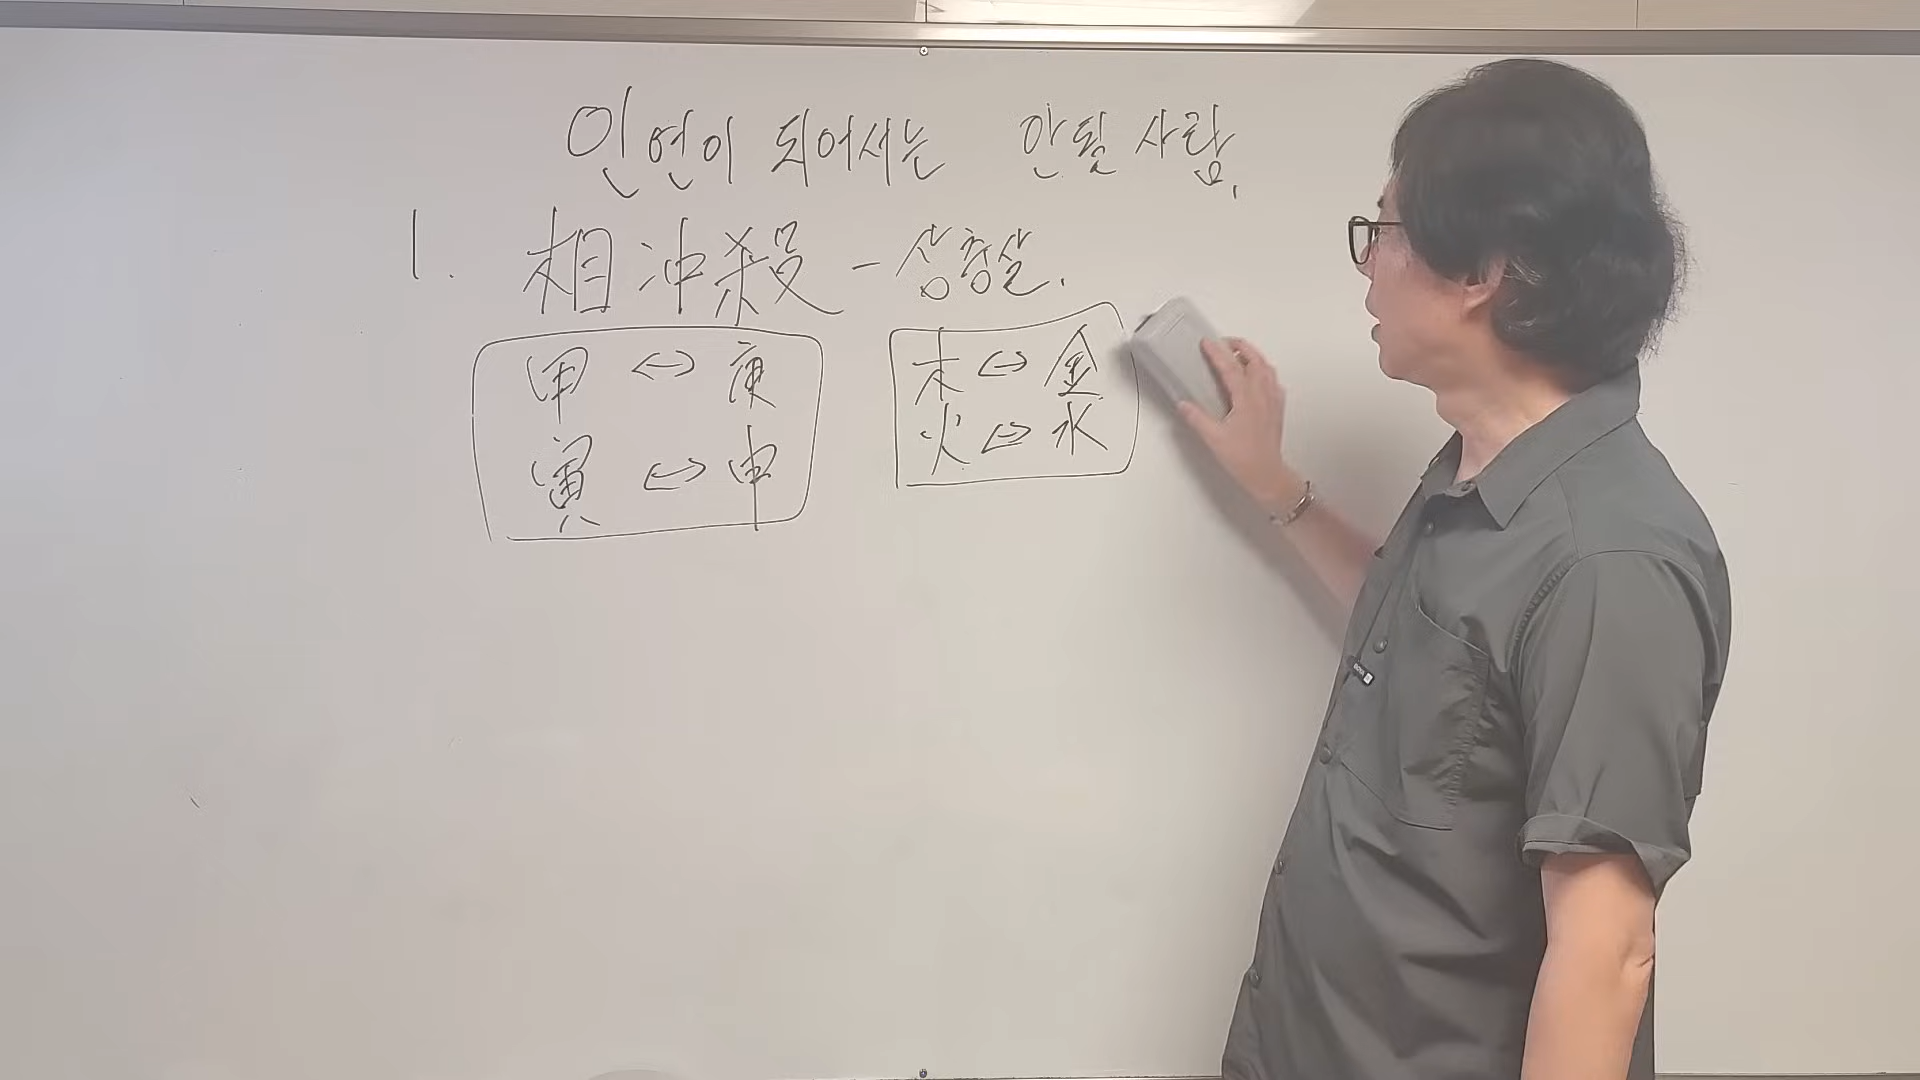 인연이 되어서는 안될 사람.
1. 相冲殺 - 상충살.
甲 ↔ 庚
寅 ↔ 申
木 ↔ 金
火 ↔ 水